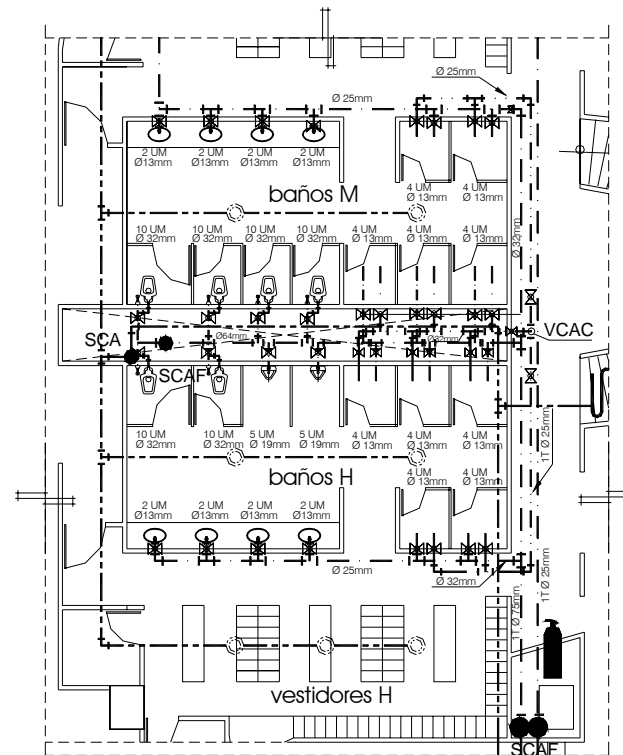 Ø 25mm
Ø 25mm
2 UM 2 UM 2 UM 2 UM
Ø13mm Ø13mm Ø13mm Ø13mm
baños M
4 UM 4 UM
Ø 13mm Ø 13mm
Ø 32mm
10 UM 10 UM 10 UM 10 UM 4 UM 4 UM 4 UM
Ø 32mm Ø 32mm Ø 32mm Ø 32mm Ø 13mm Ø 13mm Ø 13mm
SCA
Ø64mm
Ø32mm
VCAC
SCAF
10 UM 10 UM 5 UM 5 UM 4 UM 4 UM 4 UM
Ø 32mm Ø 32mm Ø 19mm Ø 19mm Ø 13mm Ø 13mm Ø 13mm
baños H
4 UM 4 UM
Ø 13mm Ø 13mm
1T Ø 25mm
2 UM 2 UM 2 UM 2 UM
Ø13mm Ø13mm Ø13mm Ø13mm
Ø 25mm
Ø 32mm
1T Ø 75mm
1T Ø 25mm
vestidores H
SCAF